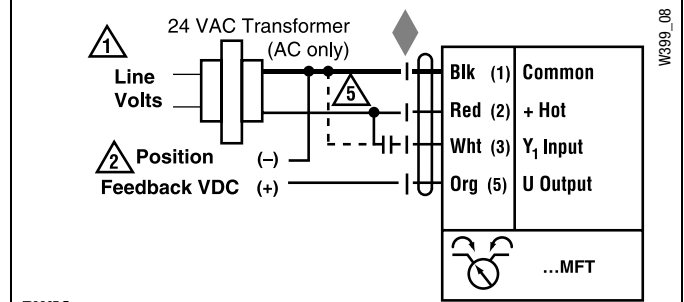 24 VAC Transformer
(AC only)
W399_08
1
Line
Volts
5
Blk (1) Common
Red (2) + Hot
Wht (3) Y1 Input
Org (5) U Output
2
Position (–)
Feedback VDC (+)
...MFT